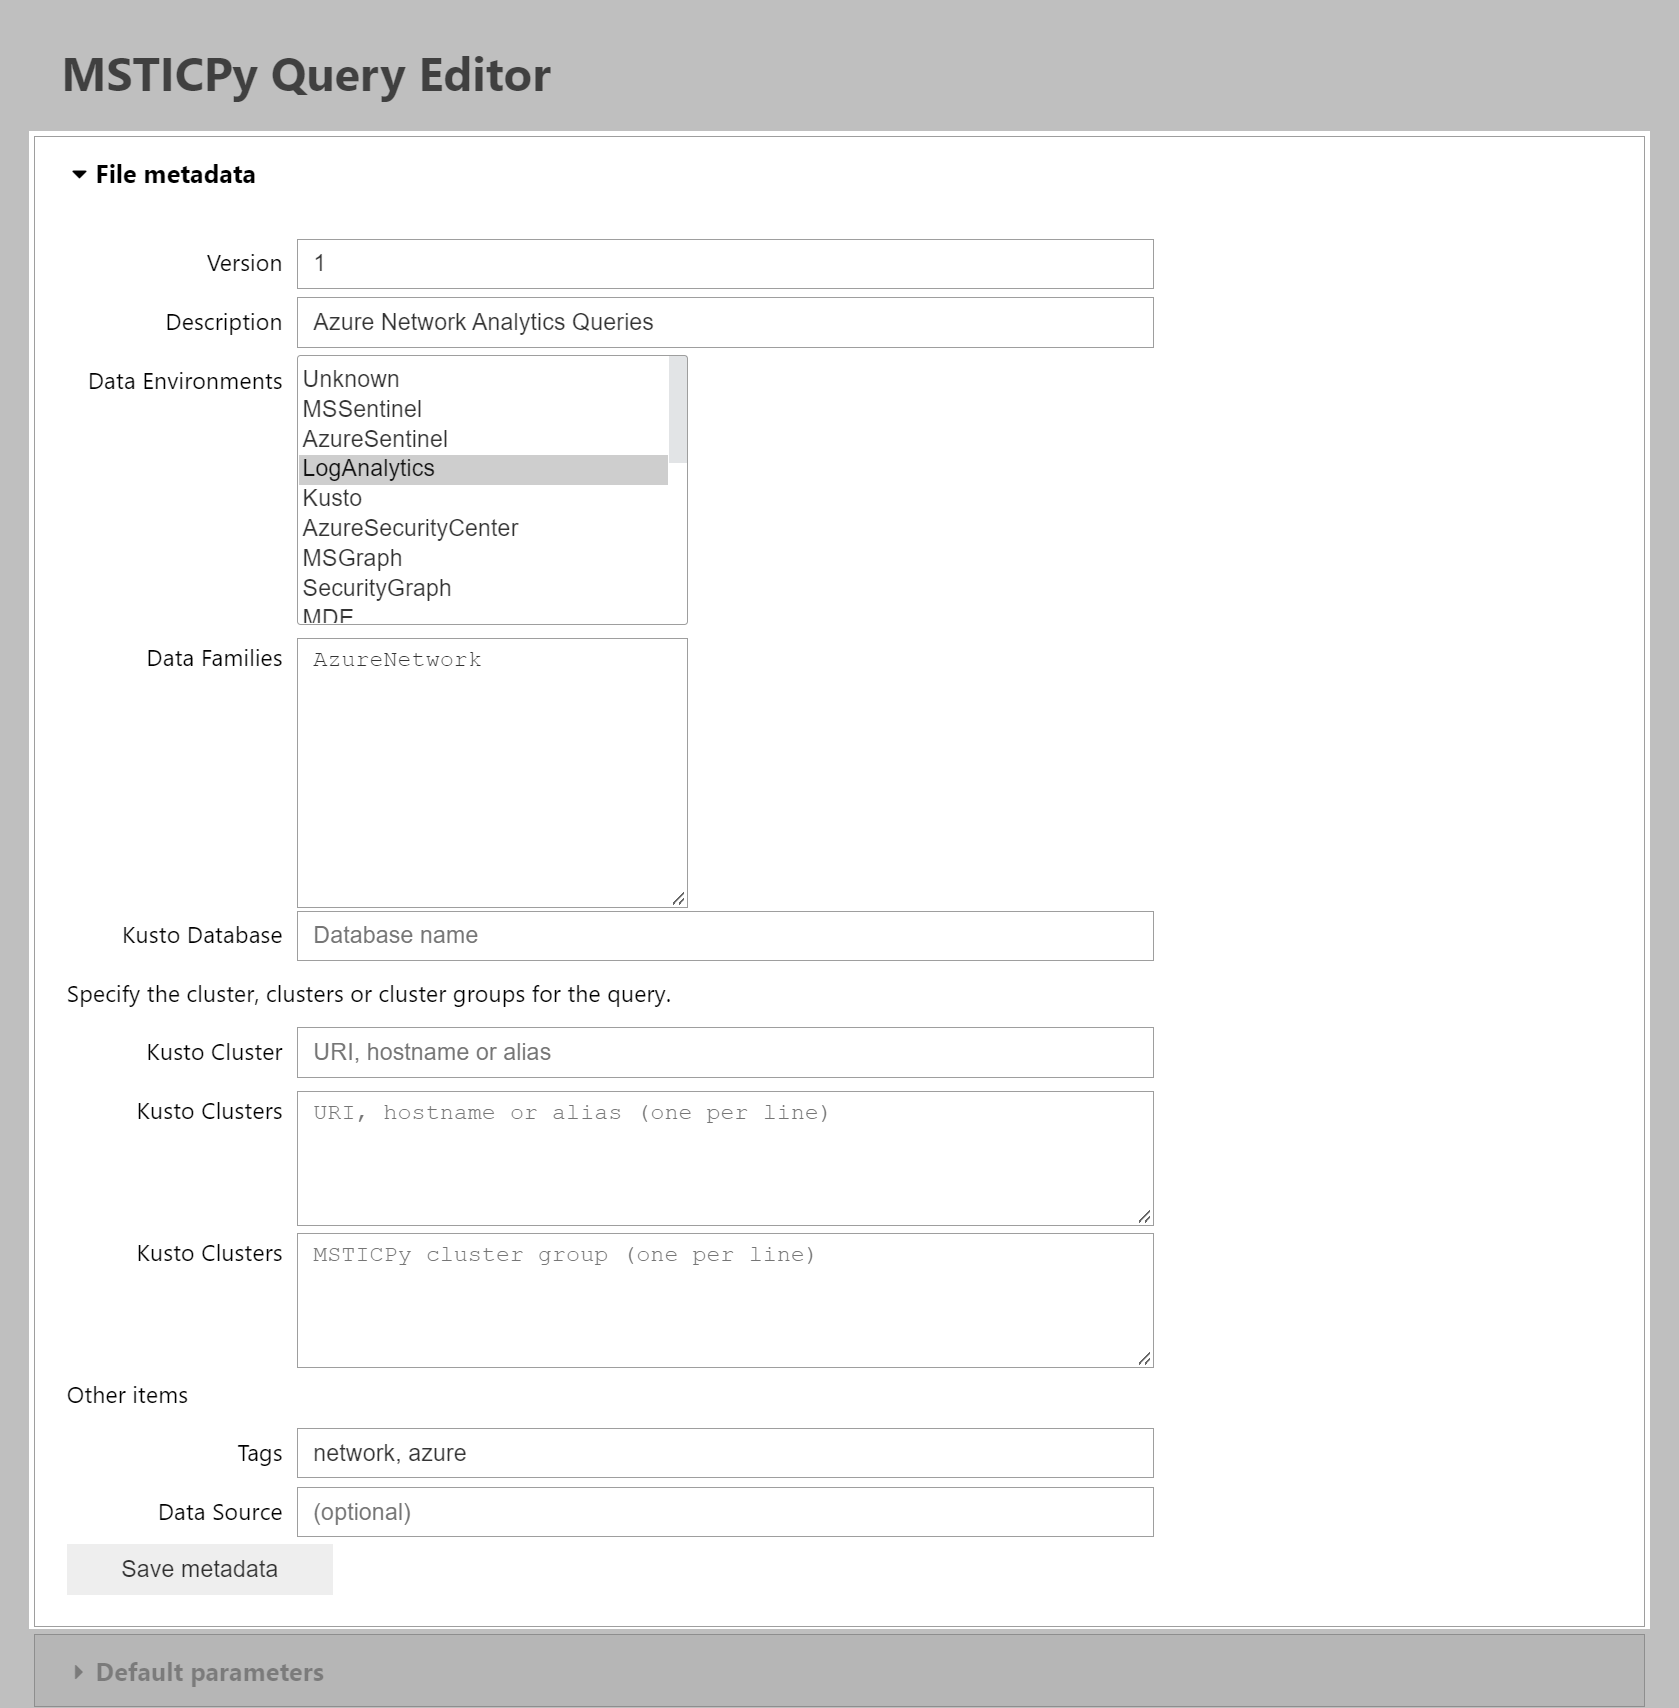 MSTICPy Query Editor
File metadata
Version 1
Description Azure Network Analytics Queries
Data Environments Unknown
MSSentinel
AzureSentinel
LogAnalytics
Kusto
AzureSecurityCenter
MSGraph
SecurityGraph
MDE
Data Families AzureNetwork
Kusto Database Database name
Specify the cluster, clusters or cluster groups for the query.
Kusto Cluster URI, hostname or alias
Kusto Clusters URI, hostname or alias (one per line)
Kusto Clusters MSTICPy cluster group (one per line)
Other items
Tags network, azure
Data Source (optional)
Save metadata
Default parameters